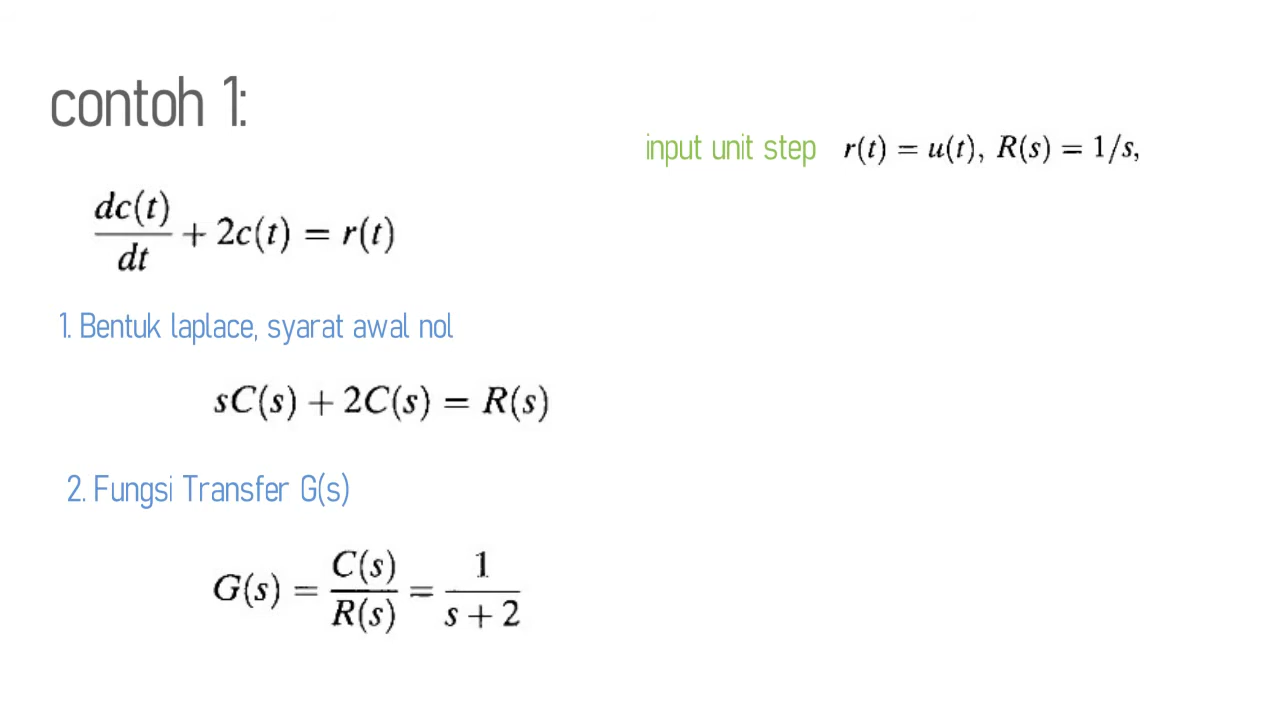 contoh 1:
dc(t)/dt + 2c(t) = r(t)
1. Bentuk laplace, syarat awal nol
sC(s) + 2C(s) = R(s)
2. Fungsi Transfer G(s)
G(s) = C(s)/R(s) = 1/(s + 2)
input unit step r(t) = u(t), R(s) = 1/s,